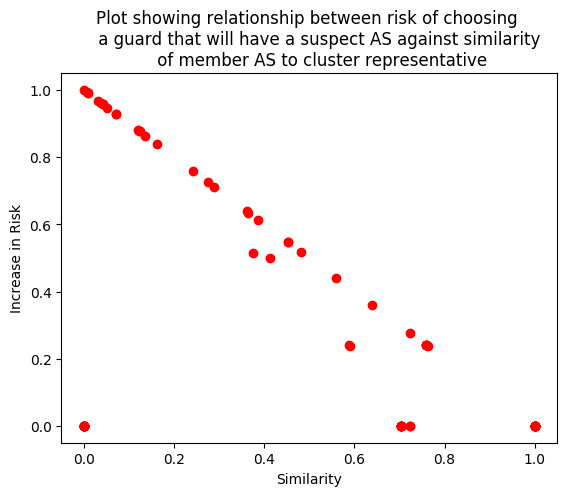 Plot showing relationship between risk of choosing
a guard that will have a suspect AS against similarity
of member AS to cluster representative
1.0
0.8
0.6
0.4
0.2
0.0
Increase in Risk
0.0 0.2 0.4 0.6 0.8 1.0
Similarity